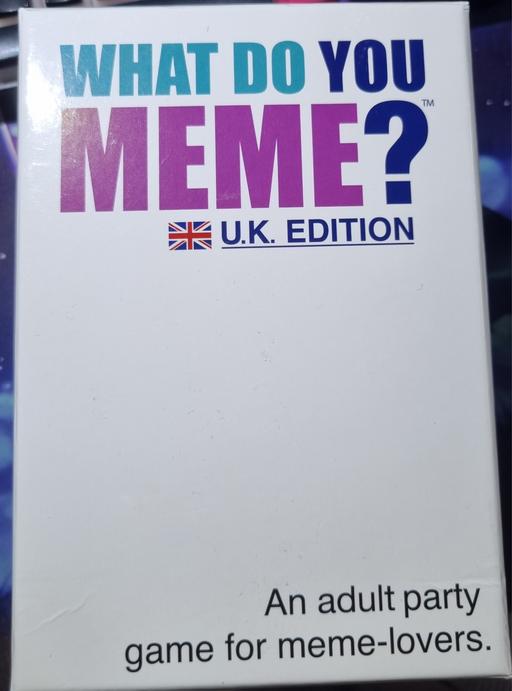 WHAT DO YOU
MEME?™
U.K. EDITION
An adult party
game for meme-lovers.